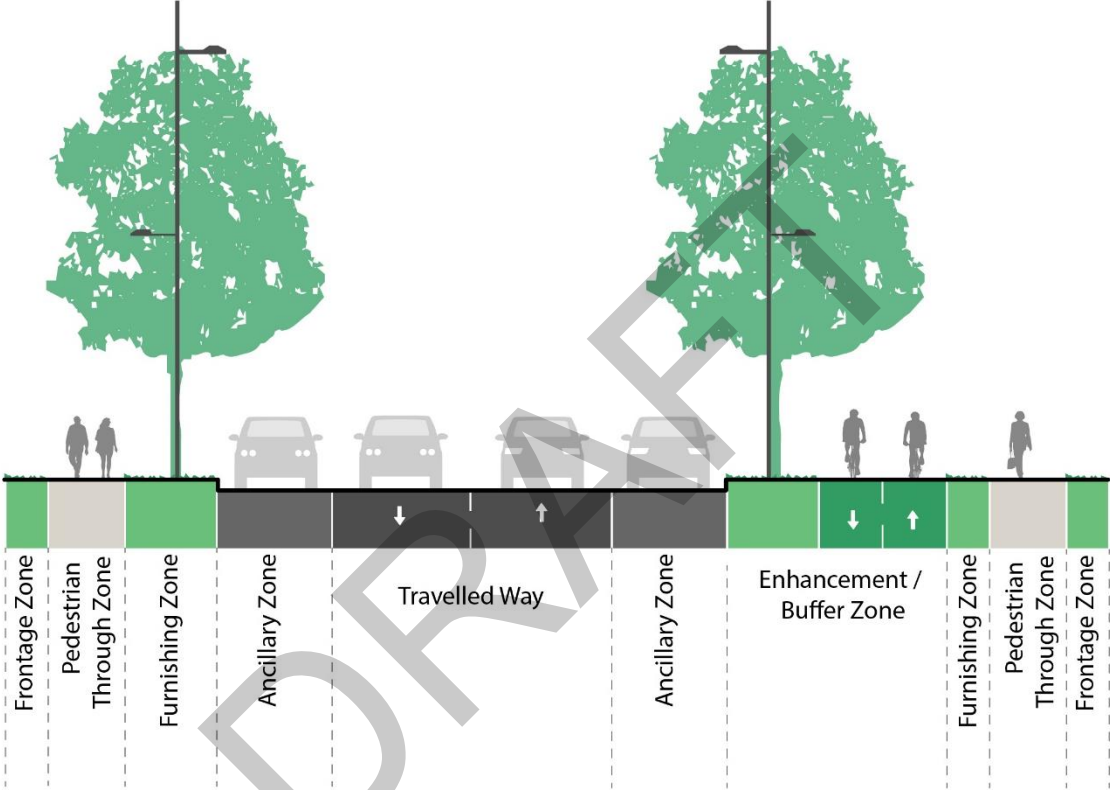 DRAFT
Frontage Zone
Pedestrian
Through Zone
Furnishing Zone
Ancillary Zone
Travelled Way
Ancillary Zone
Enhancement /
Buffer Zone
Furnishing Zone
Pedestrian
Through Zone
Frontage Zone